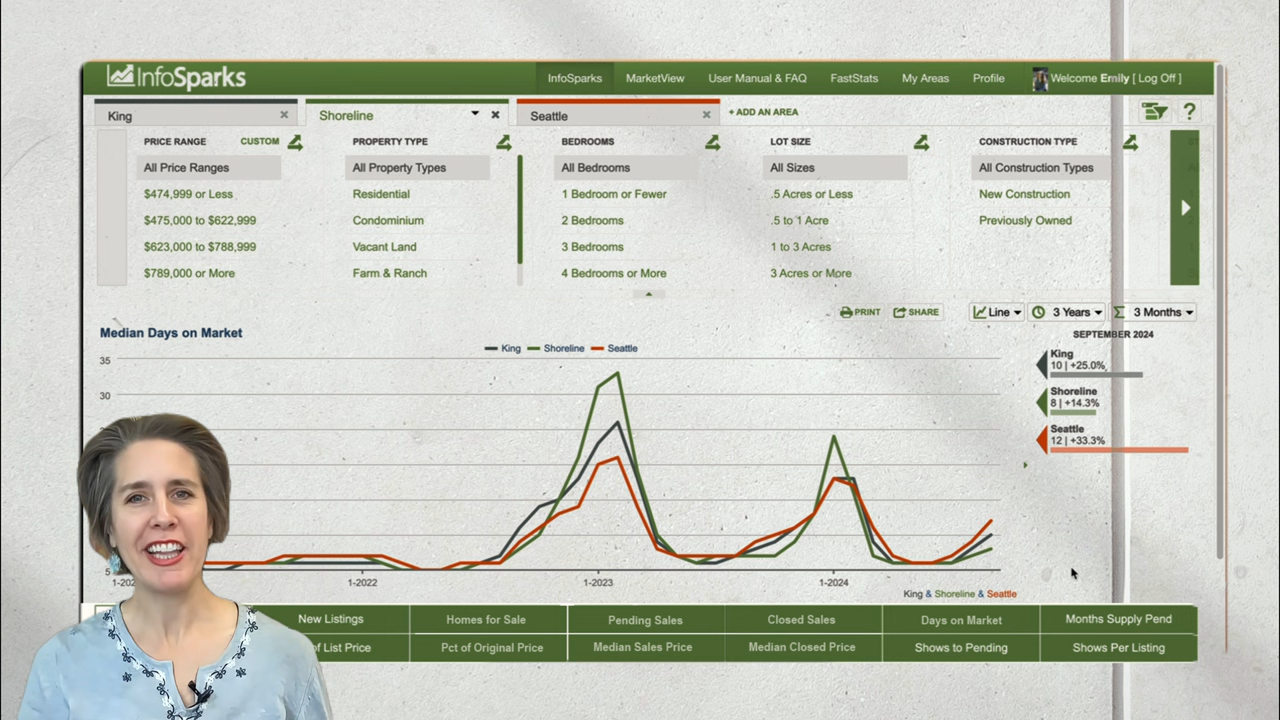 InfoSparks
InfoSparks MarketView User Manual & FAQ FastStats My Areas Profile Welcome Emily [ Log Off ]
King Shoreline Seattle + ADD AN AREA ?
PRICE RANGE CUSTOM PROPERTY TYPE BEDROOMS LOT SIZE CONSTRUCTION TYPE
All Price Ranges All Property Types All Bedrooms All Sizes All Construction Types
$474,999 or Less Residential 1 Bedroom or Fewer .5 Acres or Less New Construction
$475,000 to $622,999 Condominium 2 Bedrooms .5 to 1 Acre Previously Owned
$623,000 to $788,999 Vacant Land 3 Bedrooms 1 to 3 Acres
$789,000 or More Farm & Ranch 4 Bedrooms or More 3 Acres or More
PRINT SHARE Line 3 Years Σ 3 Months
Median Days on Market
SEPTEMBER 2024
King Shoreline Seattle
King
10 | +25.0%
Shoreline
8 | +14.3%
Seattle
12 | +33.3%
35
30
5
1-2022 1-2023 1-2024
King & Shoreline & Seattle
New Listings Homes for Sale Pending Sales Closed Sales Days on Market Months Supply Pend
of List Price Pct of Original Price Median Sales Price Median Closed Price Shows to Pending Shows Per Listing